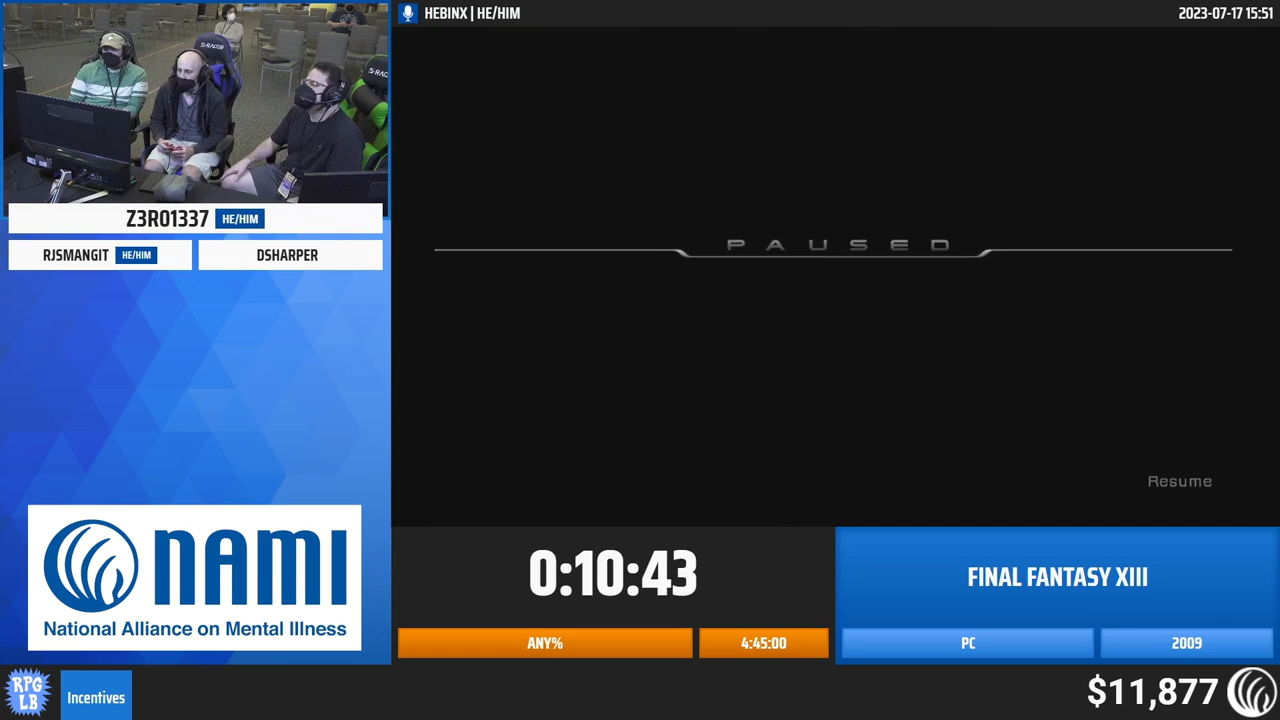 HEBINX | HE/HIM
2023-07-17 15:51
Z3R01337 HE/HIM
RJSMANGIT HE/HIM
DSHARPER
PAUSED
Resume
NAMI
National Alliance on Mental Illness
0:10:43
FINAL FANTASY XIII
ANY%
4:45:00
PC
2009
RPG
LB
Incentives
$11,877